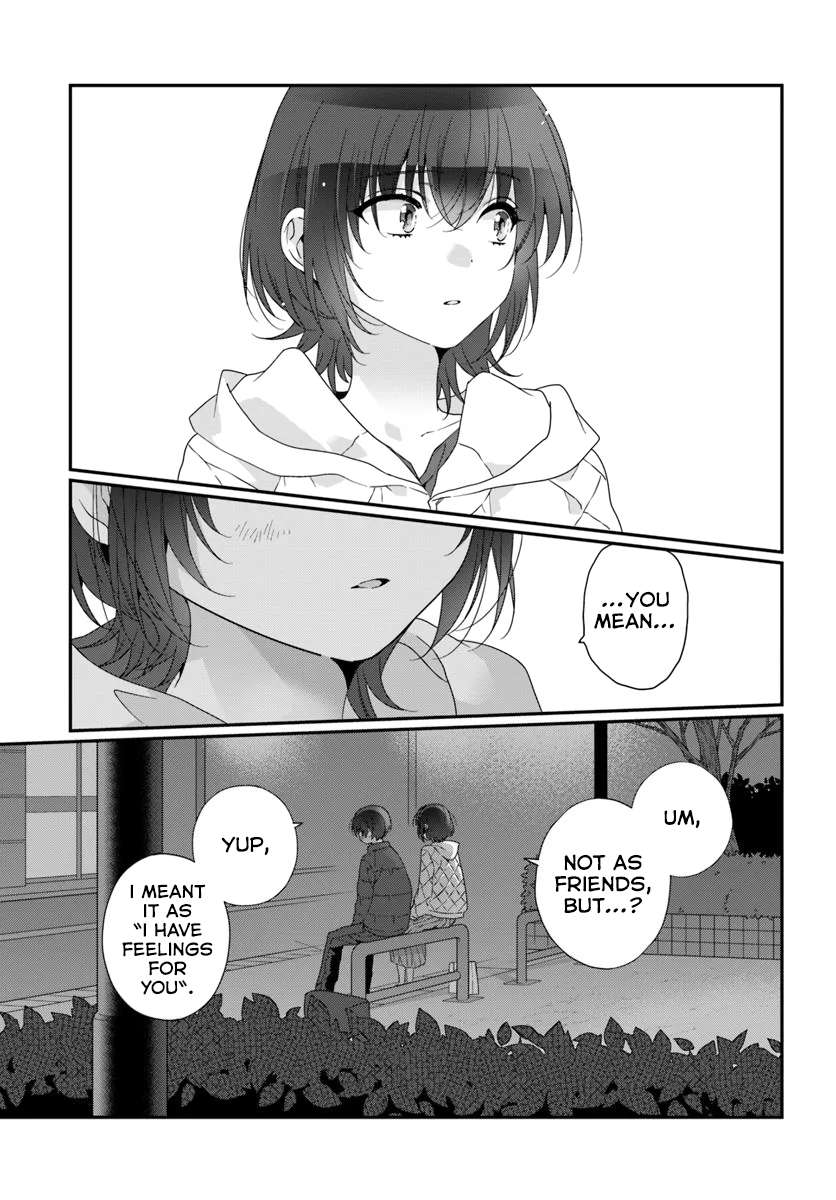 ...YOU
MEAN...
UM,
NOT AS
FRIENDS,
BUT...?
YUP,
I MEANT
IT AS
"I HAVE
FEELINGS
FOR
YOU".